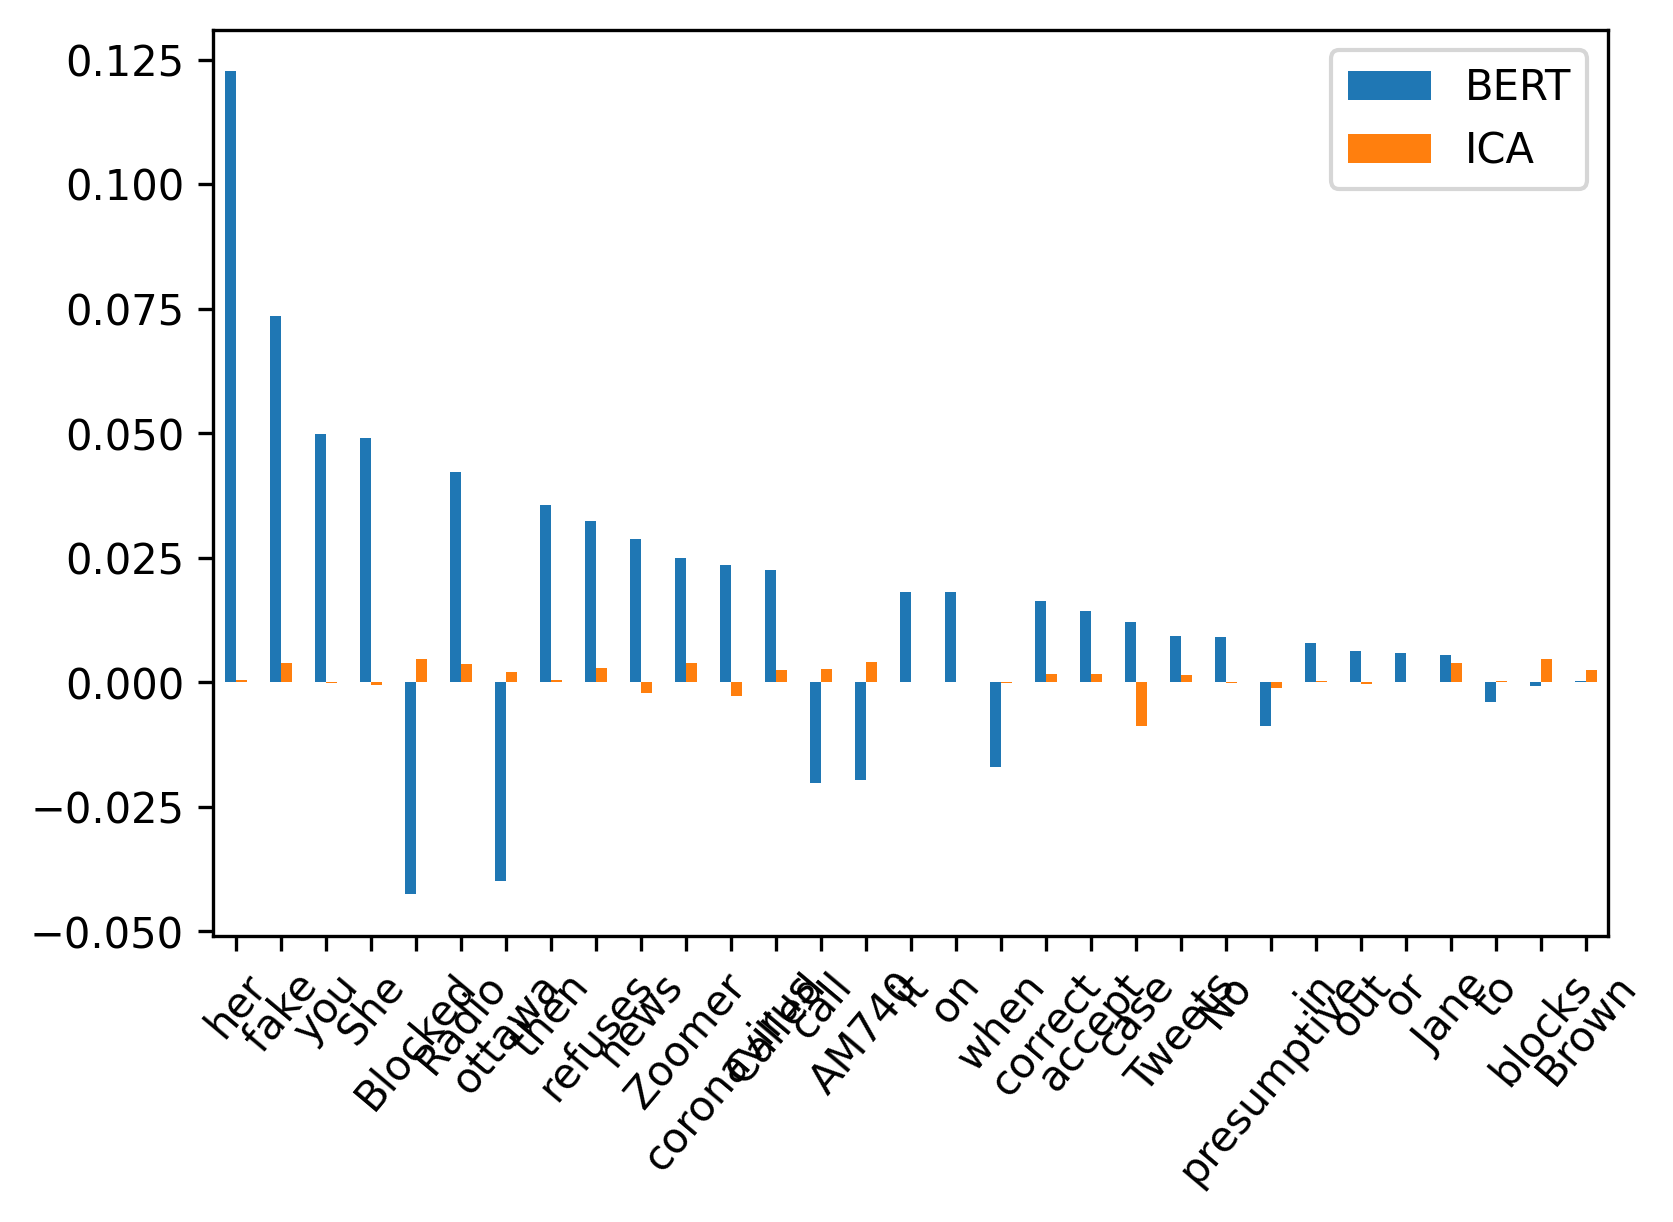 0.125
0.100
0.075
0.050
0.025
0.000
−0.025
−0.050
BERT
ICA
her
fake
you
She
Blocked
Radio
ottawa
then
refuses
news
Zoomer
coronavirus
Called
call
AM740
it
on
when
correct
accept
case
Tweets
No
presumptive
in
out
or
Jane
to
blocks
Brown